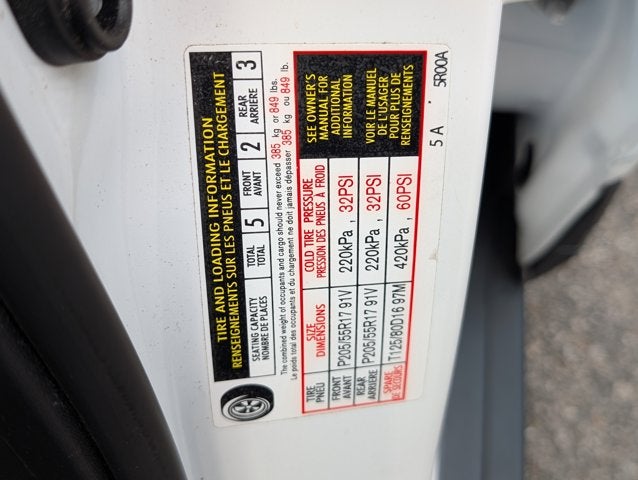 TIRE AND LOADING INFORMATION
RENSEIGNEMENTS SUR LES PNEUS ET LE CHARGEMENT
SEATING CAPACITY
NOMBRE DE PLACES
TOTAL
TOTAL
5
FRONT
AVANT
2
REAR
ARRIÈRE
3
The combined weight of occupants and cargo should never exceed 385 kg or 849 lbs.
Le poids total des occupants et du chargement ne doit jamais dépasser 385 kg ou 849 lb.
TIRE
PNEU
SIZE
DIMENSIONS
COLD TIRE PRESSURE
PRESSION DES PNEUS À FROID
FRONT
AVANT
P205/55R17 91V
220kPa , 32PSI
REAR
ARRIÈRE
P205/55R17 91V
220kPa , 32PSI
SPARE
DE SECOURS
T125/80D16 97M
420kPa , 60PSI
SEE OWNER'S
MANUAL FOR
ADDITIONAL
INFORMATION
VOIR LE MANUEL
DE L'USAGER
POUR PLUS DE
RENSEIGNEMENTS
5 A ' 5R00A